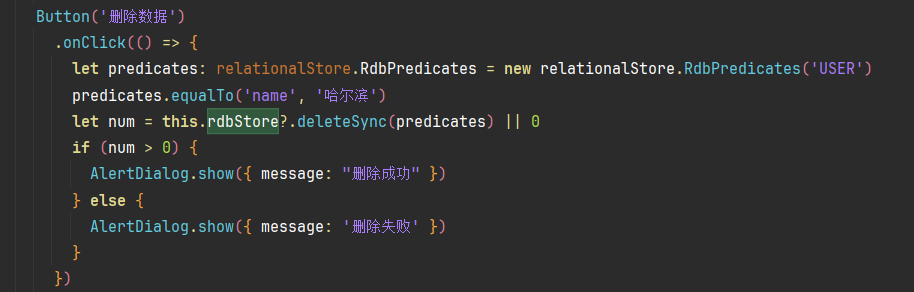 Button('删除数据')
.onClick(() => {
let predicates: relationalStore.RdbPredicates = new relationalStore.RdbPredicates('USER')
predicates.equalTo('name', '哈尔滨')
let num = this.rdbStore?.deleteSync(predicates) || 0
if (num > 0) {
AlertDialog.show({ message: "删除成功" })
} else {
AlertDialog.show({ message: '删除失败' })
}
})